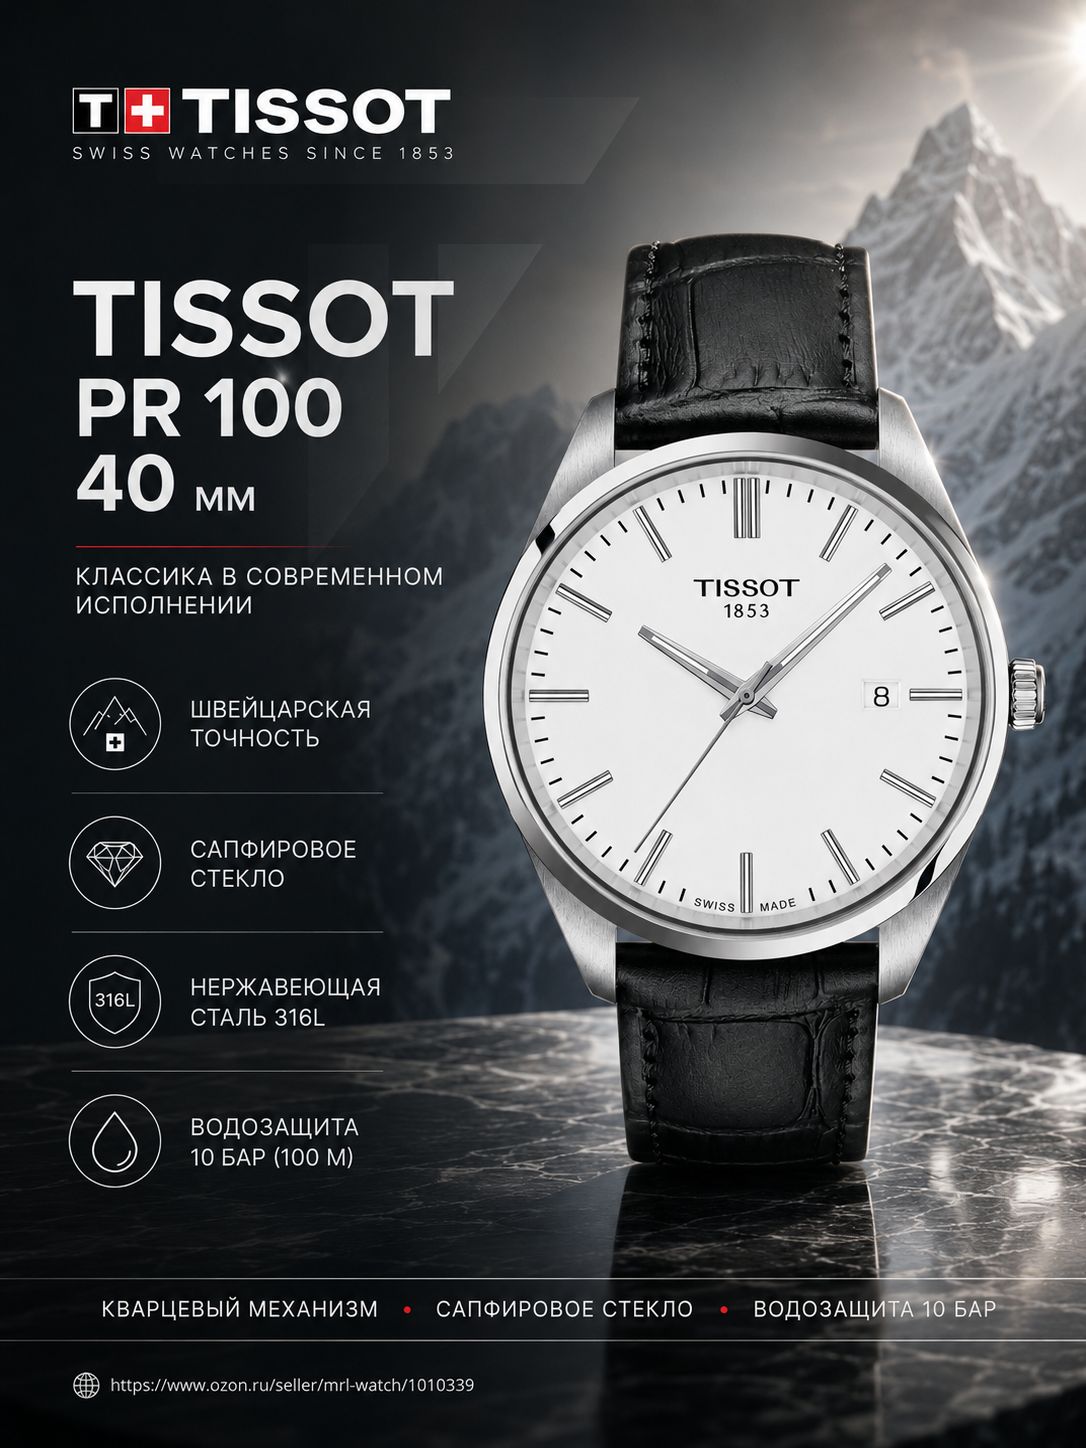 T+ TISSOT
SWISS WATCHES SINCE 1853
TISSOT
PR 100
40 мм
КЛАССИКА В СОВРЕМЕННОМ
ИСПОЛНЕНИИ
ШВЕЙЦАРСКАЯ
ТОЧНОСТЬ
САПФИРОВОЕ
СТЕКЛО
316L
НЕРЖАВЕЮЩАЯ
СТАЛЬ 316L
ВОДОЗАЩИТА
10 БАР (100 М)
TISSOT
1853
8
SWISS MADE
КВАРЦЕВЫЙ МЕХАНИЗМ • САПФИРОВОЕ СТЕКЛО • ВОДОЗАЩИТА 10 БАР
https://www.ozon.ru/seller/mrl-watch/1010339